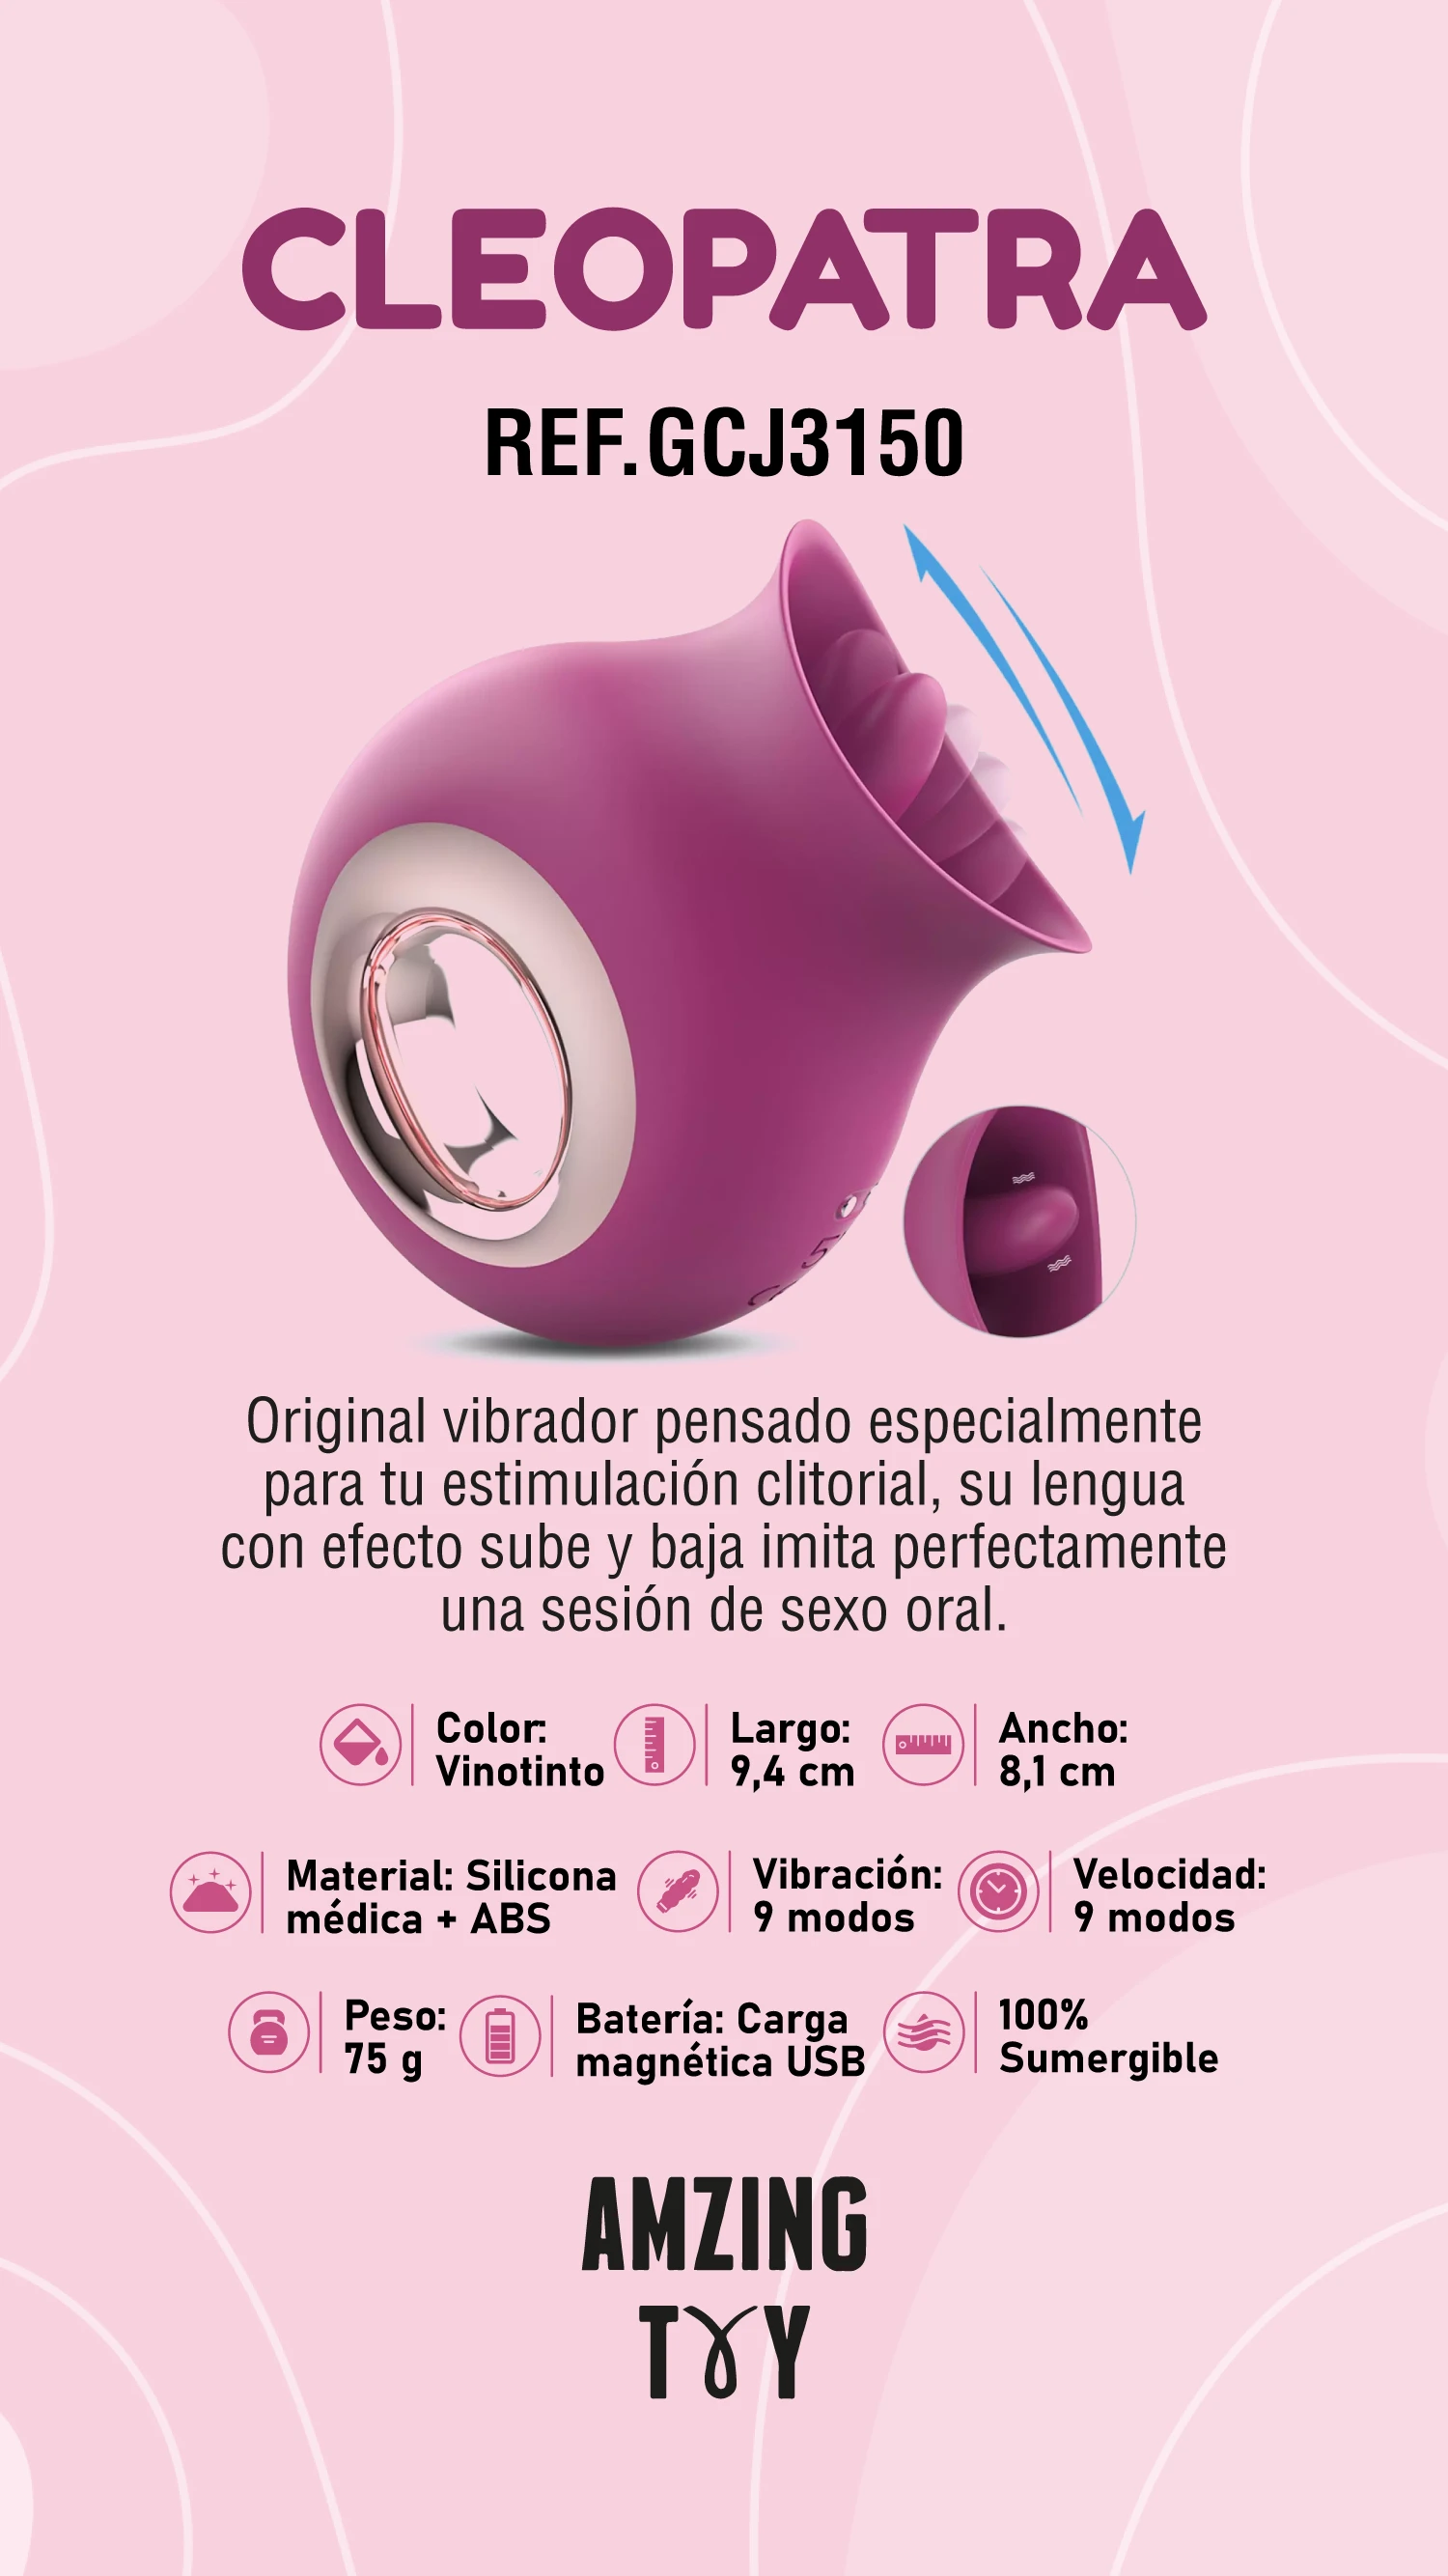 CLEOPATRA
REF.GCJ3150
Original vibrador pensado especialmente
para tu estimulación clitorial, su lengua
con efecto sube y baja imita perfectamente
una sesión de sexo oral.
Color:
Vinotinto
Largo:
9,4 cm
Ancho:
8,1 cm
Material: Silicona
médica + ABS
Vibración:
9 modos
Velocidad:
9 modos
Peso:
75 g
Batería: Carga
magnética USB
100%
Sumergible
AMZING
TOY